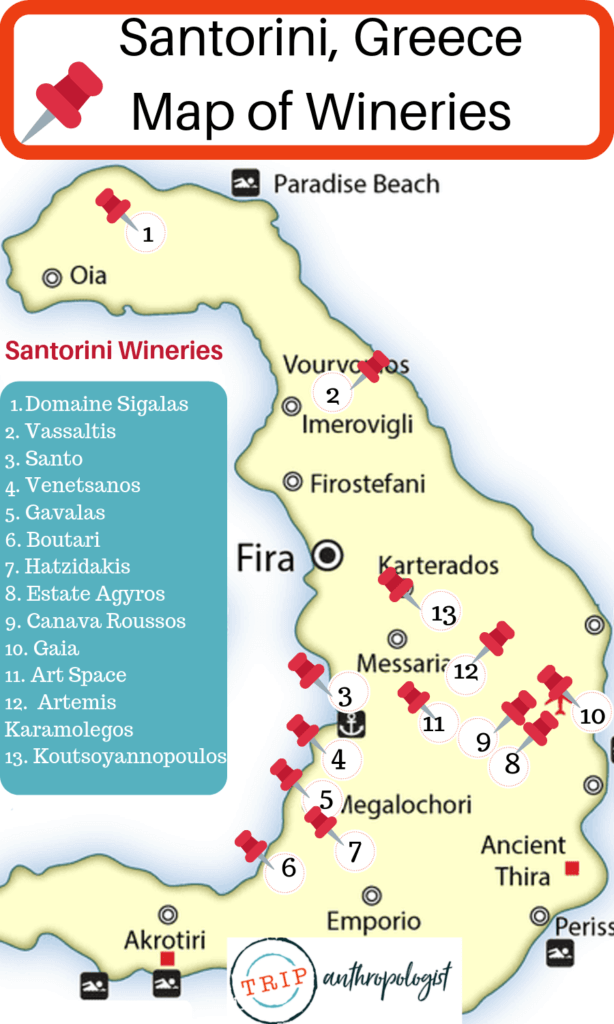 Santorini, Greece
Map of Wineries
Paradise Beach
1
Oia
Santorini Wineries
1.Domaine Sigalas
2. Vassaltis
3. Santo
4. Venetsanos
5. Gavalas
6. Boutari
7. Hatzidakis
8. Estate Agyros
9. Canava Roussos
10. Gaia
11. Art Space
12. Artemis
Karamolegos
13. Koutsoyannopoulos
2
Imerovigli
Firostefani
Fira
Karterados
13
Messaria
12
3
11
10
9
4
8
5
Megalochori
7
6
Ancient
Thira
Emporio
Periss
Akrotiri
TRIP
anthropologist